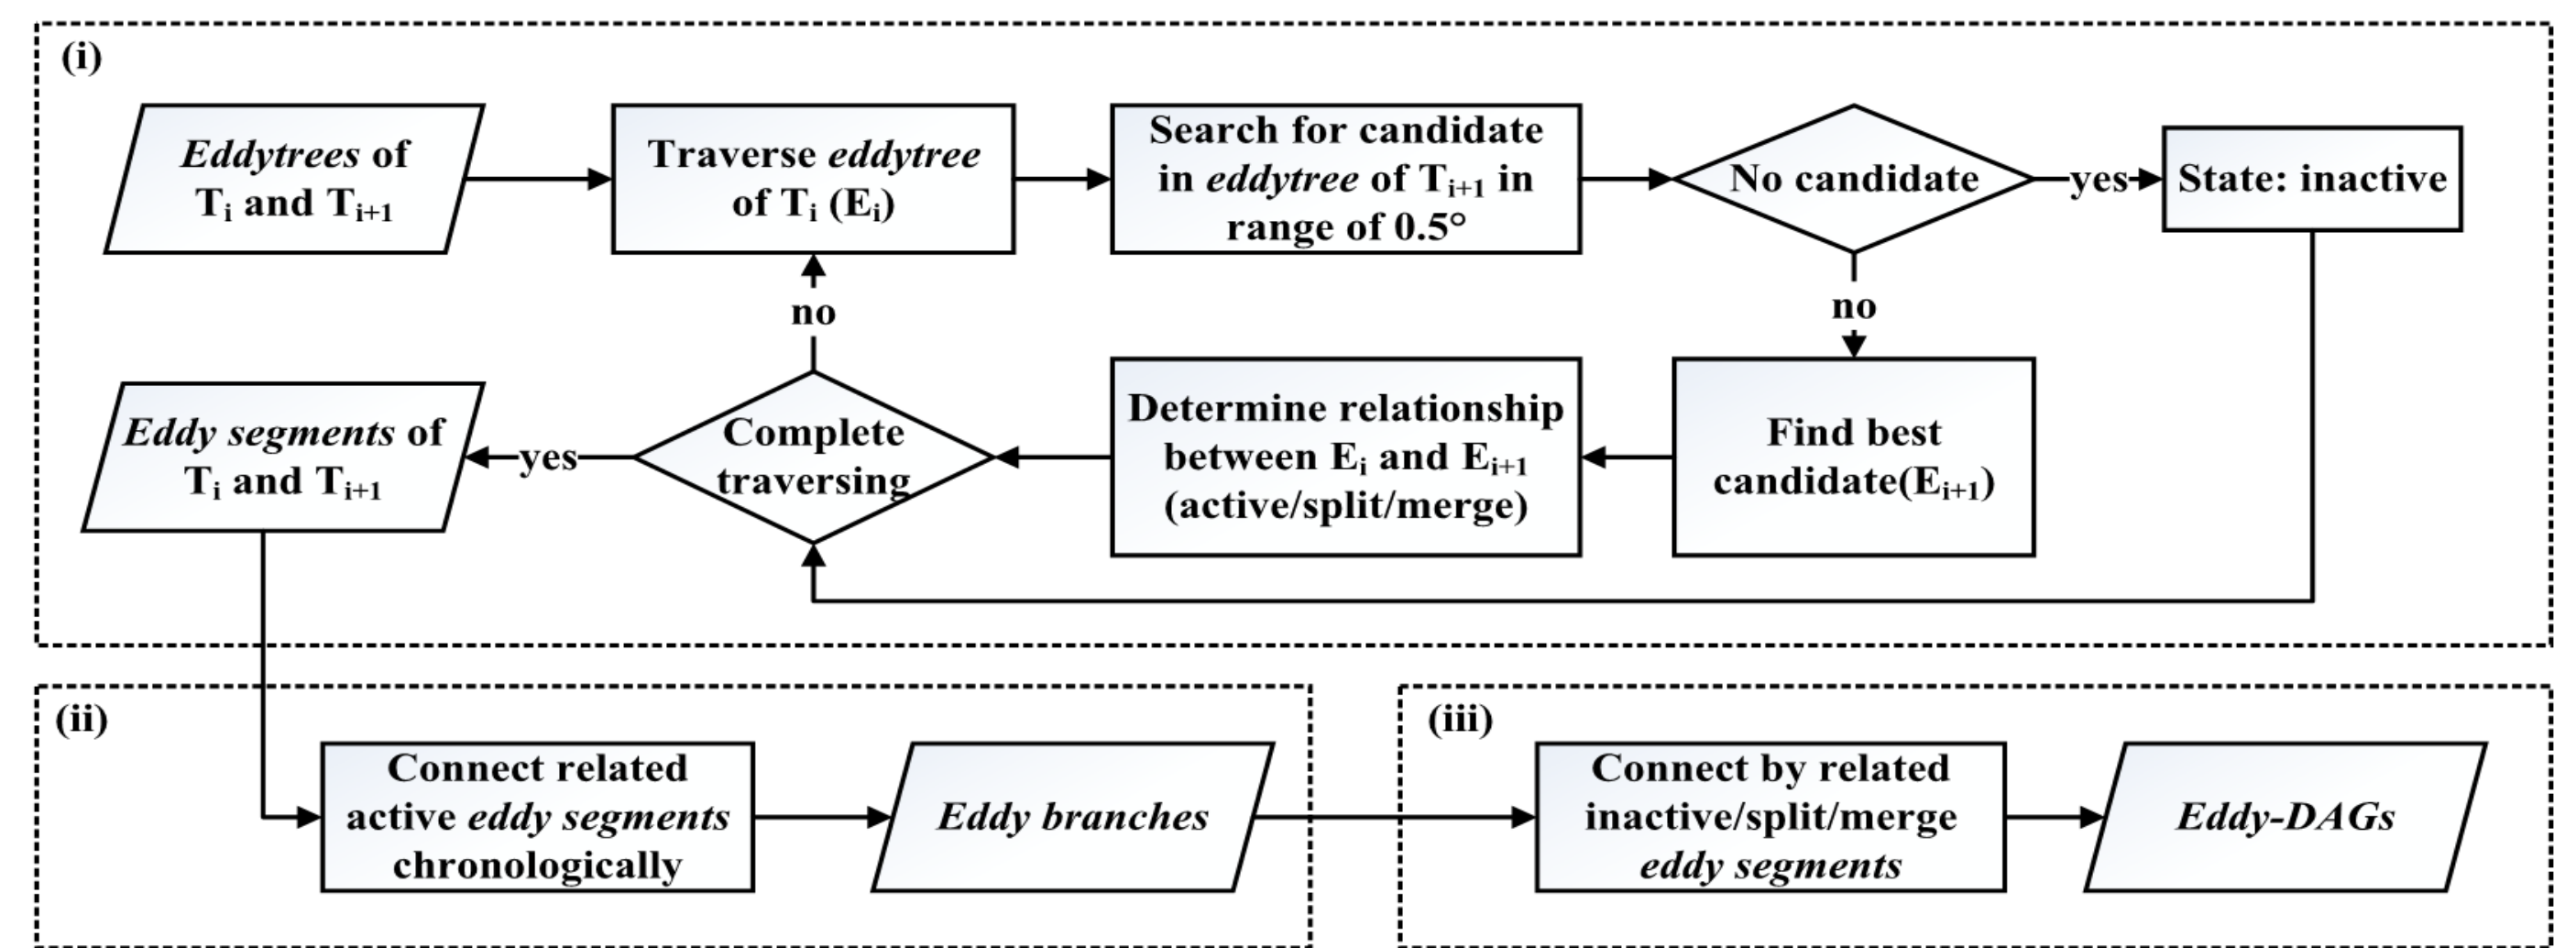 (i)
Eddytrees of
Ti and Ti+1
Traverse eddytree
of Ti (Ei)
Search for candidate
in eddytree of Ti+1 in
range of 0.5°
No candidate
yes
State: inactive
no
no
Eddy segments of
Ti and Ti+1
yes
Complete
traversing
Determine relationship
between Ei and Ei+1
(active/split/merge)
Find best
candidate(Ei+1)
(ii)
Connect related
active eddy segments
chronologically
Eddy branches
(iii)
Connect by related
inactive/split/merge
eddy segments
Eddy-DAGs